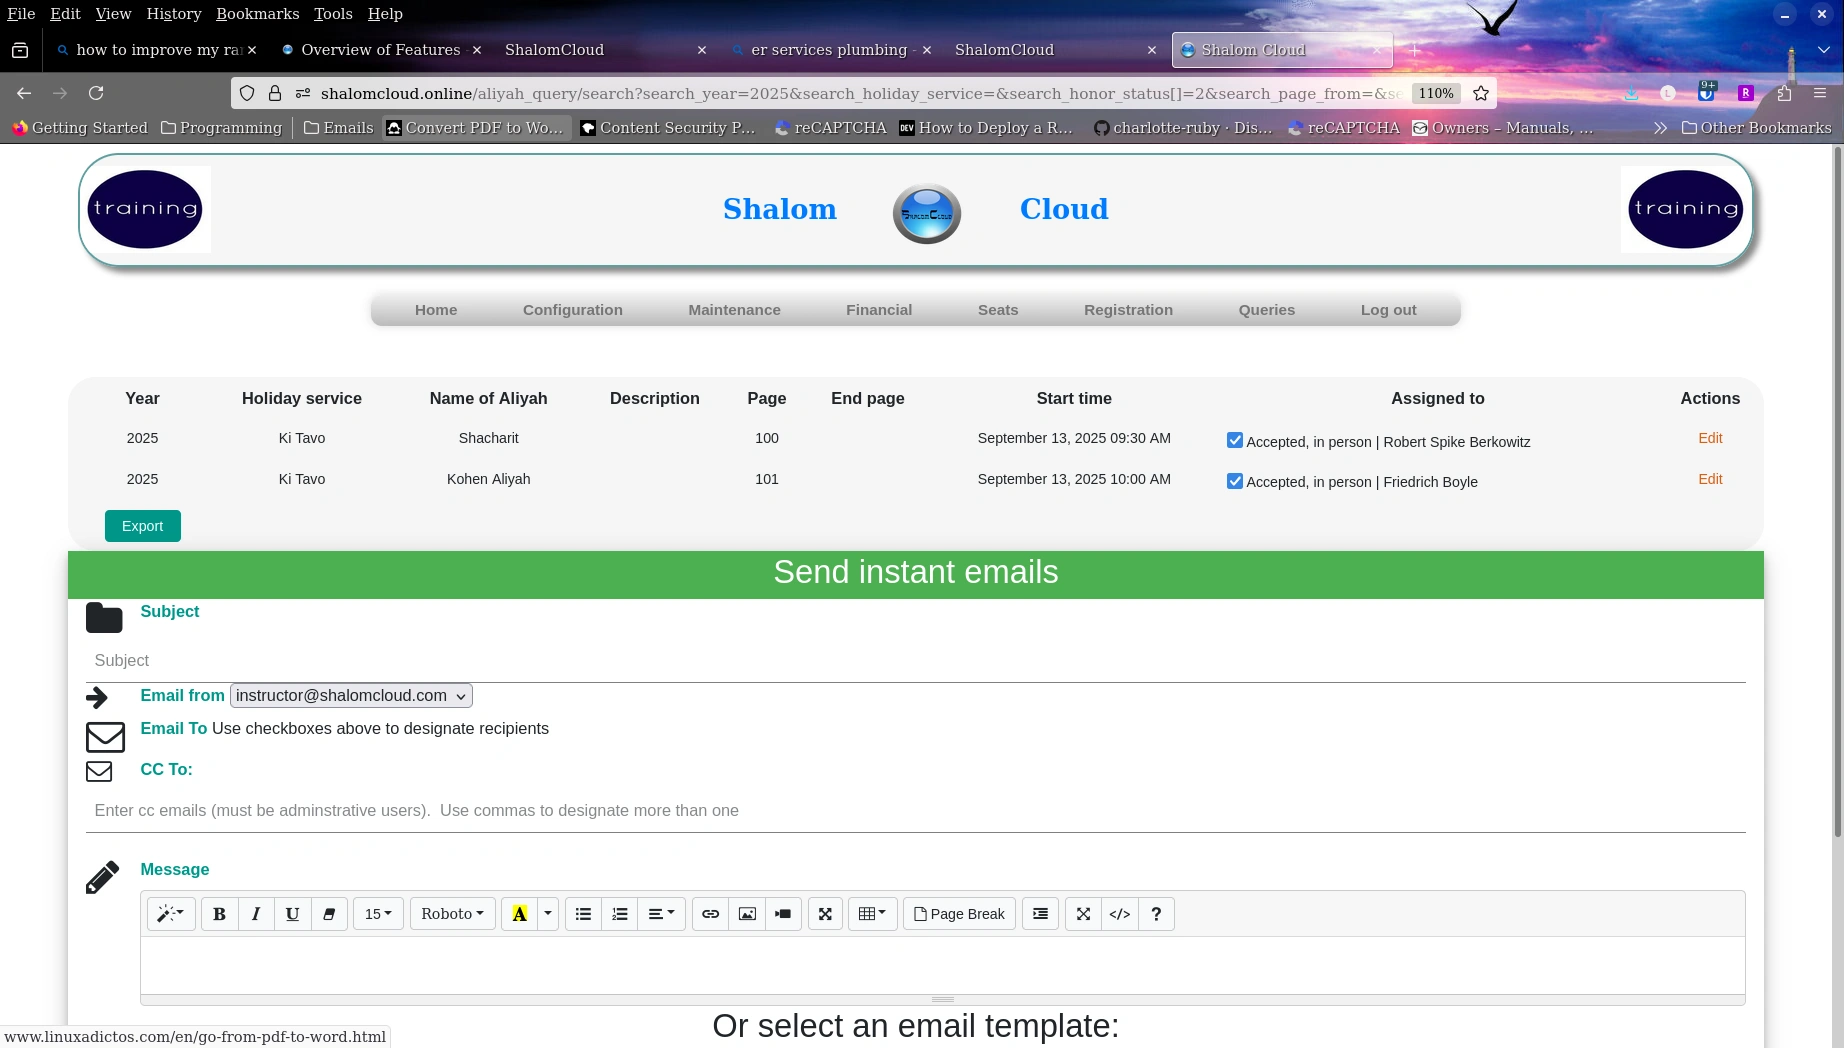 File Edit View History Bookmarks Tools Help
how to improve my ra Overview of Features - ShalomCloud er services plumbing - ShalomCloud Shalom Cloud
shalomcloud.online/aliyah_query/search?search_year=2025&search_holiday_service=&search_honor_status[]=2&search_page_from=&se 110% L 9+ R
Getting Started Programming Emails Convert PDF to Wo... Content Security P... reCAPTCHA DEV How to Deploy a R... charlotte-ruby · Dis... reCAPTCHA Owners – Manuals, ... Other Bookmarks
training Shalom ShalomCloud Cloud training
Home Configuration Maintenance Financial Seats Registration Queries Log out
Year Holiday service Name of Aliyah Description Page End page Start time Assigned to Actions
2025 Ki Tavo Shacharit 100 September 13, 2025 09:30 AM Accepted, in person | Robert Spike Berkowitz Edit
2025 Ki Tavo Kohen Aliyah 101 September 13, 2025 10:00 AM Accepted, in person | Friedrich Boyle Edit
Export
Send instant emails
Subject
Subject
Email from instructor@shalomcloud.com
Email To Use checkboxes above to designate recipients
CC To:
Enter cc emails (must be adminstrative users). Use commas to designate more than one
Message
B I U 15 Roboto A Page Break </> ?
Or select an email template:
www.linuxadictos.com/en/go-from-pdf-to-word.html